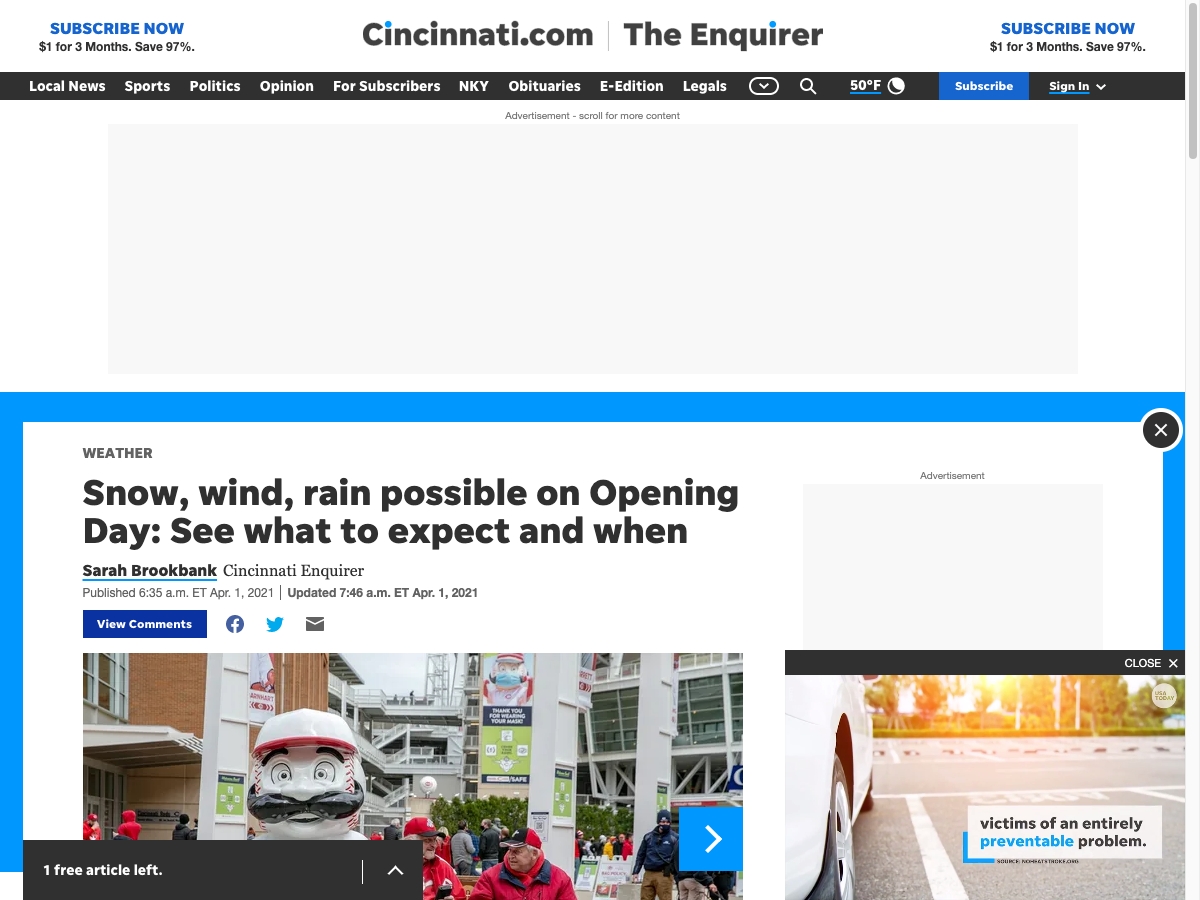 SUBSCRIBE NOW
$1 for 3 Months. Save 97%.
Cincinnati.com
The Enquirer
SUBSCRIBE NOW
$1 for 3 Months. Save 97%.
Local News Sports Politics Opinion For Subscribers NKY Obituaries E-Edition Legals 50°F Subscribe Sign In
Advertisement - scroll for more content
WEATHER
Snow, wind, rain possible on Opening
Day: See what to expect and when
Sarah Brookbank Cincinnati Enquirer
Published 6:35 a.m. ET Apr. 1, 2021 Updated 7:46 a.m. ET Apr. 1, 2021
View Comments
Advertisement
CLOSE
USA
TODAY
THANK YOU
FOR WEARING
YOUR MASK!
victims of an entirely
preventable problem.
SOURCE: NOHEATSTROKE.ORG
1 free article left.